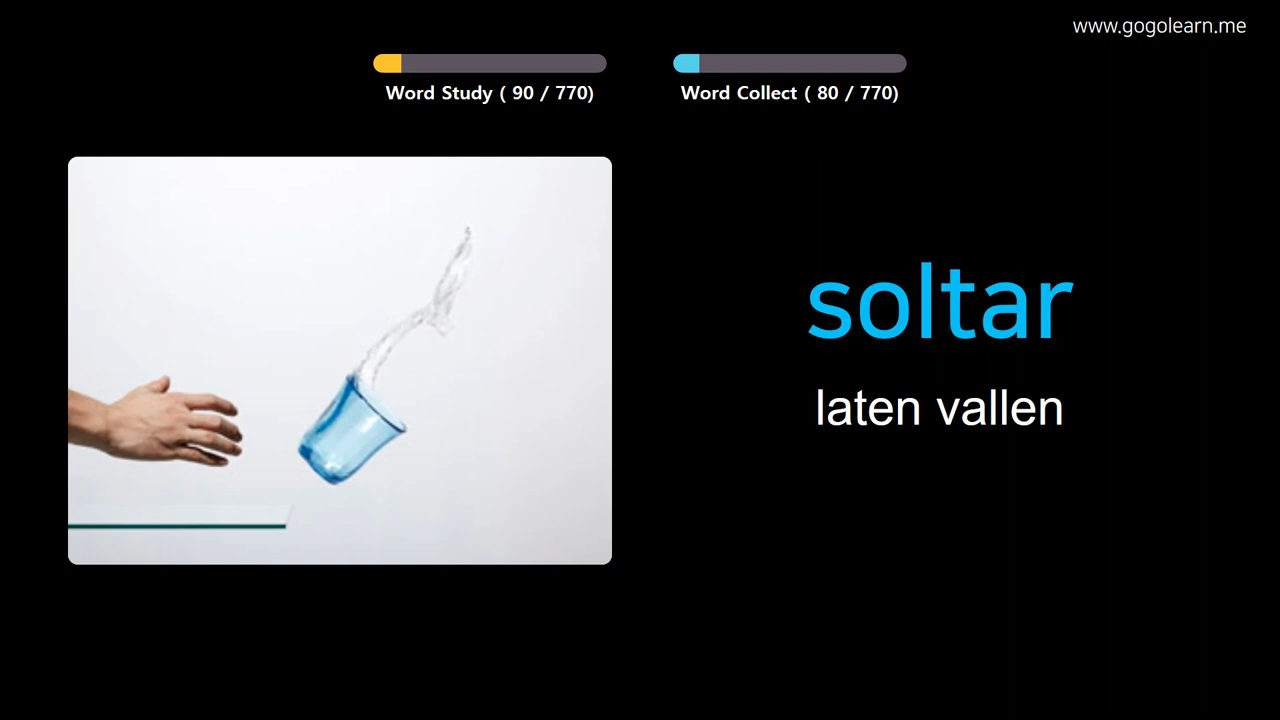 www.gogolearn.me
Word Study ( 90 / 770)
Word Collect ( 80 / 770)
soltar
laten vallen